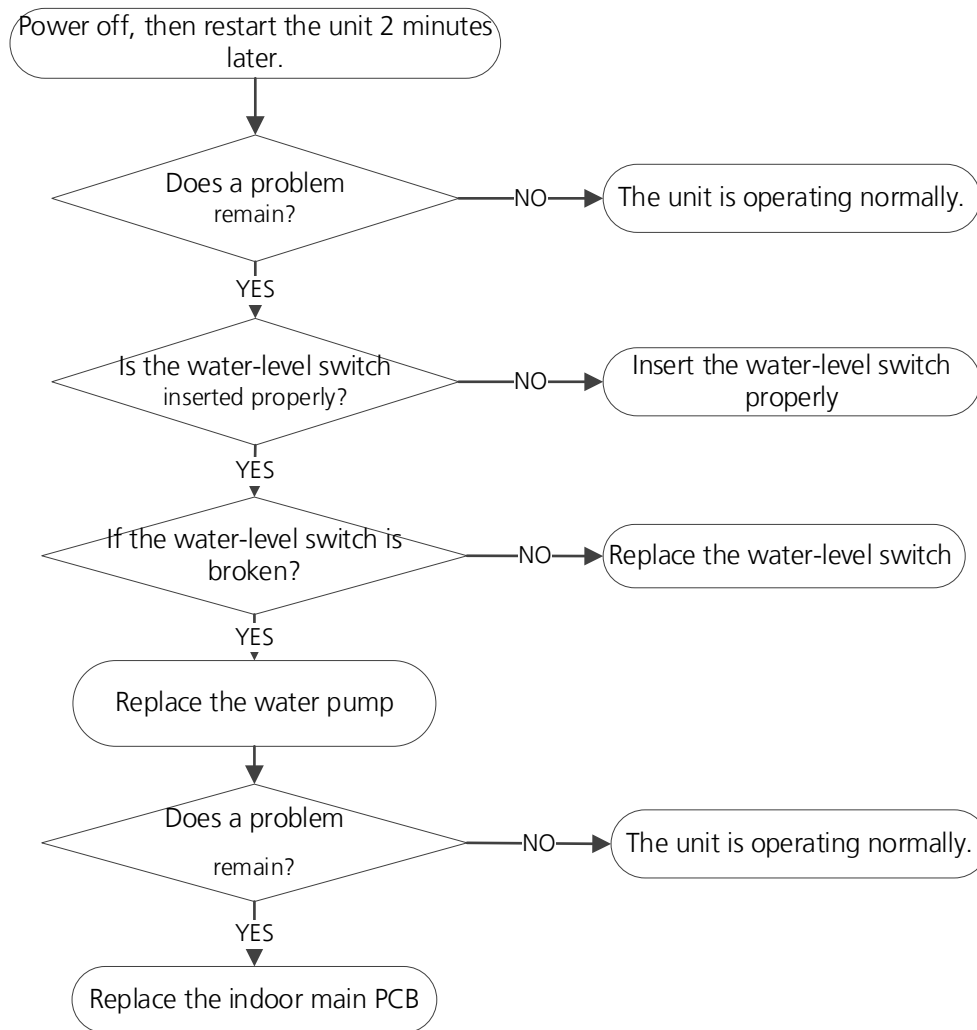 Power off, then restart the unit 2 minutes
later.
Does a problem
remain?
NO
The unit is operating normally.
YES
Is the water-level switch
inserted properly?
NO
Insert the water-level switch
properly
YES
If the water-level switch is
broken?
NO
Replace the water-level switch
YES
Replace the water pump
Does a problem
remain?
NO
The unit is operating normally.
YES
Replace the indoor main PCB